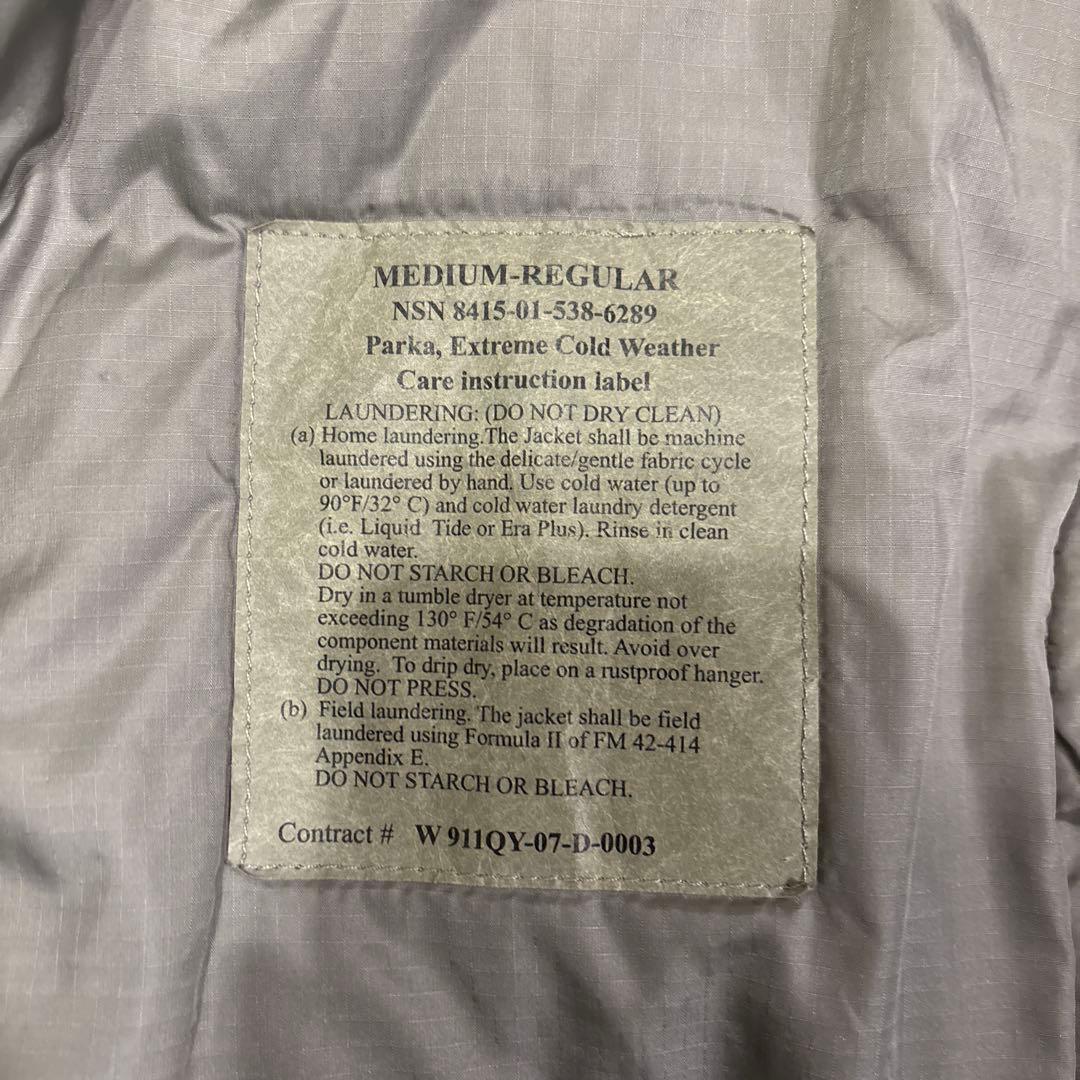 MEDIUM-REGULAR
NSN 8415-01-538-6289
Parka, Extreme Cold Weather
Care instruction label
LAUNDERING: (DO NOT DRY CLEAN)
(a) Home laundering.The Jacket shall be machine
laundered using the delicate/gentle fabric cycle
or laundered by hand. Use cold water (up to
90°F/32° C) and cold water laundry detergent
(i.e. Liquid Tide or Era Plus). Rinse in clean
cold water.
DO NOT STARCH OR BLEACH.
Dry in a tumble dryer at temperature not
exceeding 130° F/54° C as degradation of the
component materials will result. Avoid over
drying. To drip dry, place on a rustproof hanger.
DO NOT PRESS.
(b) Field laundering. The jacket shall be field
laundered using Formula II of FM 42-414
Appendix E.
DO NOT STARCH OR BLEACH.
Contract # W 911QY-07-D-0003